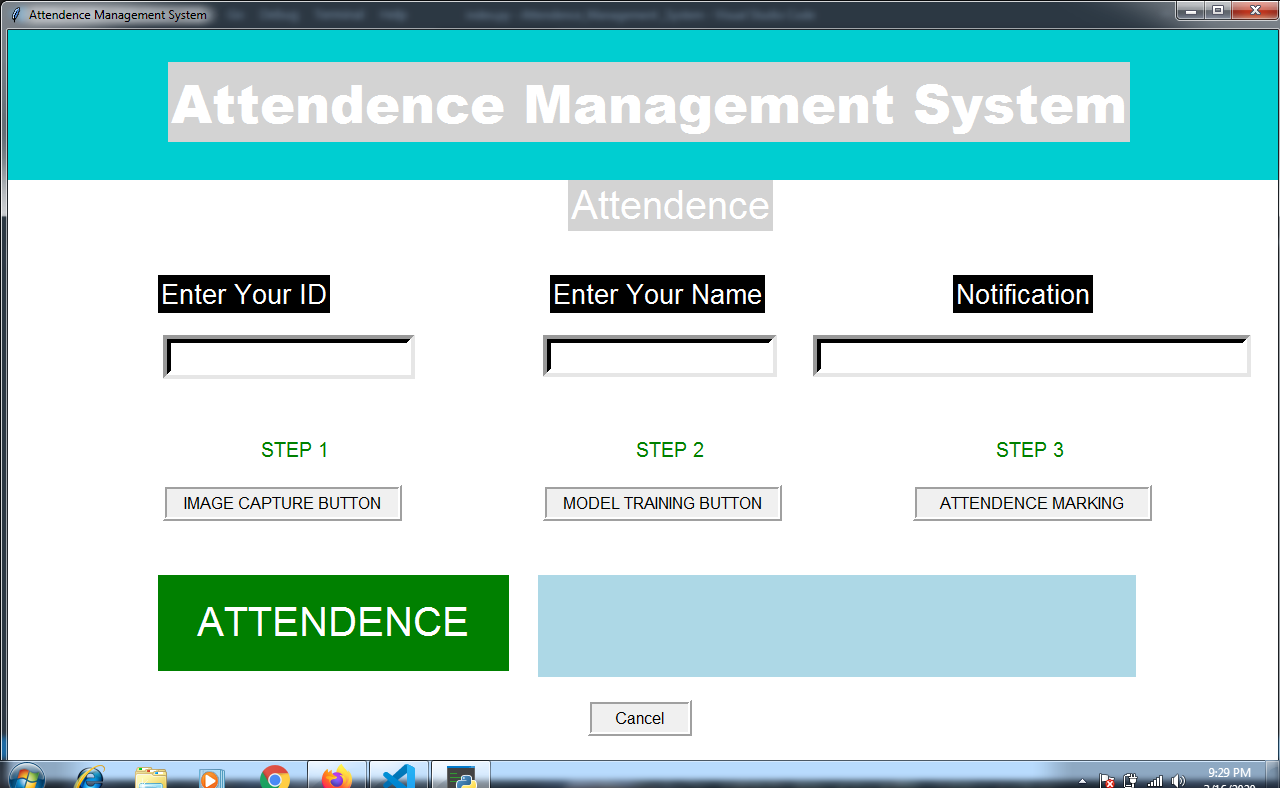 Attendence Management System
Attendence Management System
Attendence
Enter Your ID
Enter Your Name
Notification
STEP 1
STEP 2
STEP 3
IMAGE CAPTURE BUTTON
MODEL TRAINING BUTTON
ATTENDENCE MARKING
ATTENDENCE
Cancel
9:29 PM